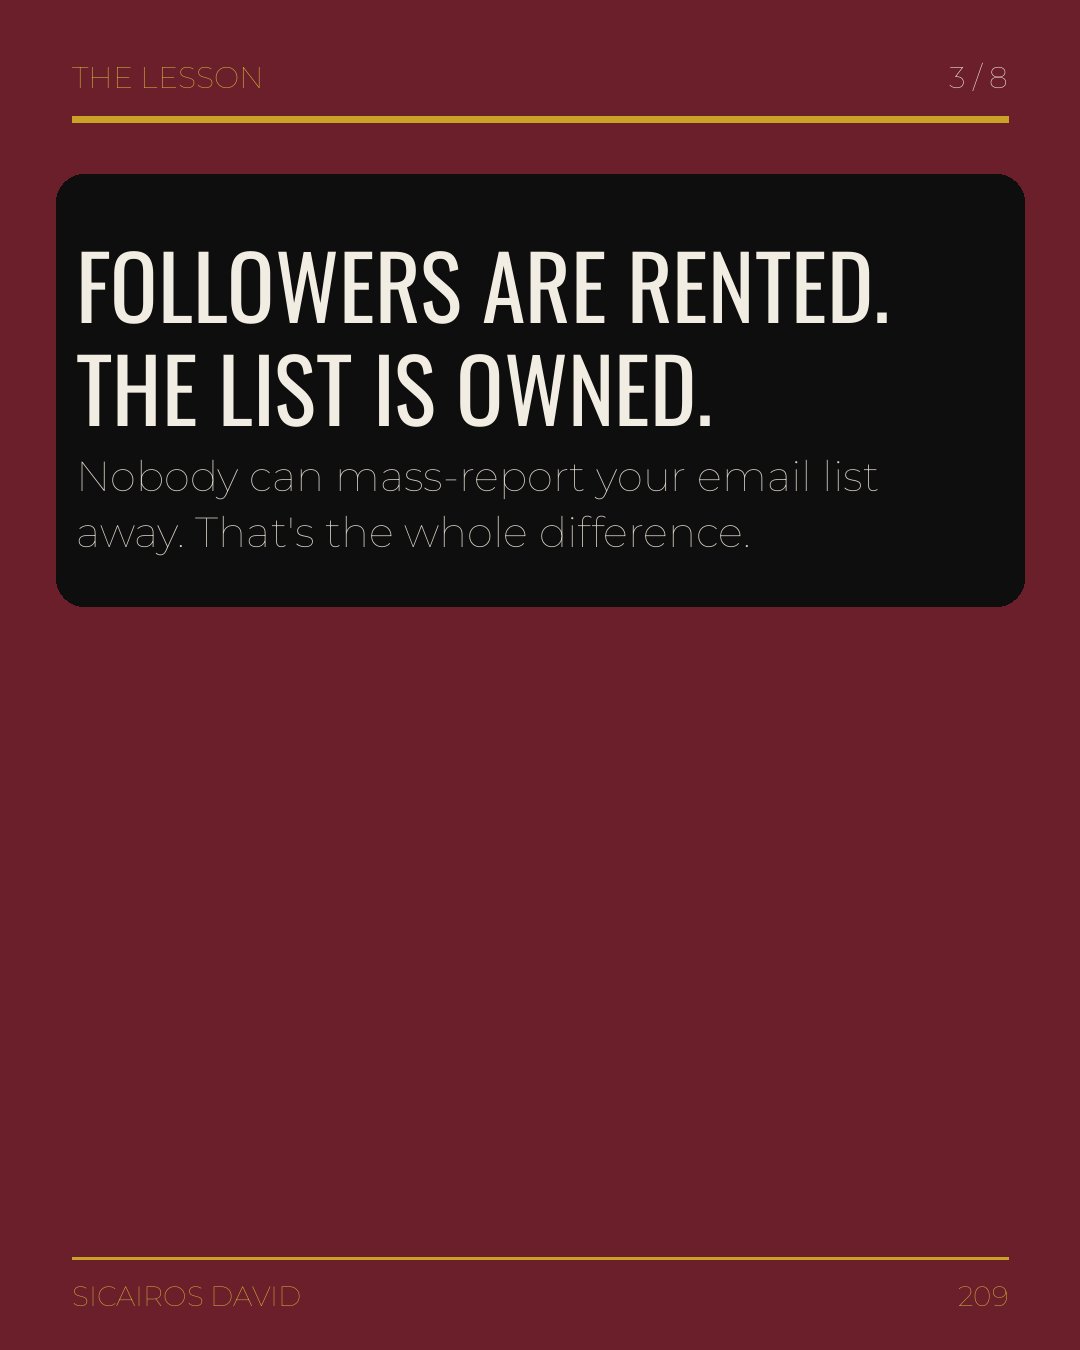 THE LESSON
3 / 8
FOLLOWERS ARE RENTED.
THE LIST IS OWNED.
Nobody can mass-report your email list
away. That's the whole difference.
SICAIROS DAVID
209